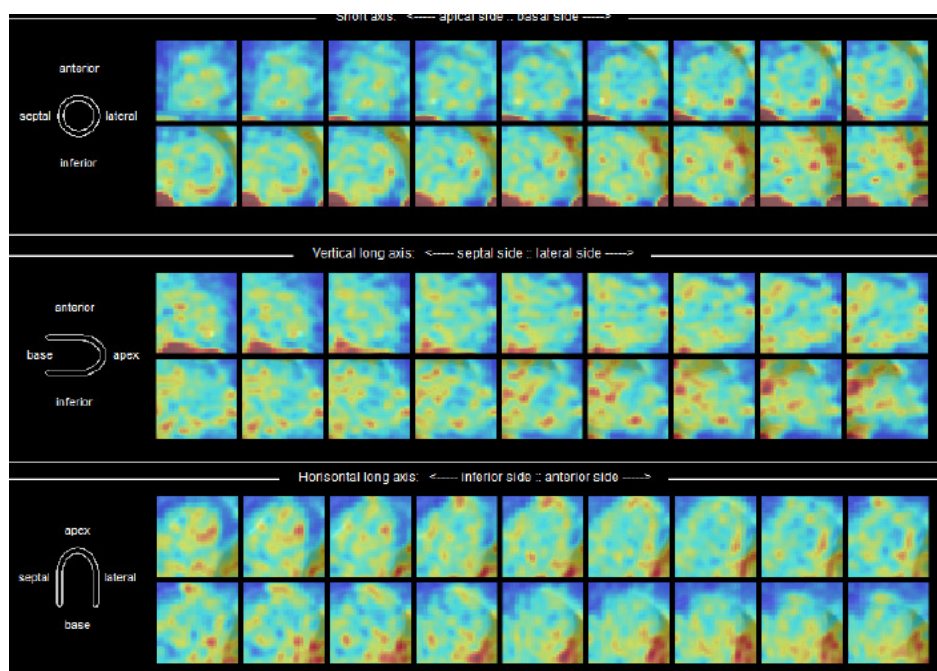 Short axis: <----- apical side :: basal side ----->
anterior
septal lateral
inferior
Vertical long axis: <----- septal side :: lateral side ----->
anterior
base apex
inferior
Horisontal long axis: <----- inferior side :: anterior side ----->
apex
septal lateral
base